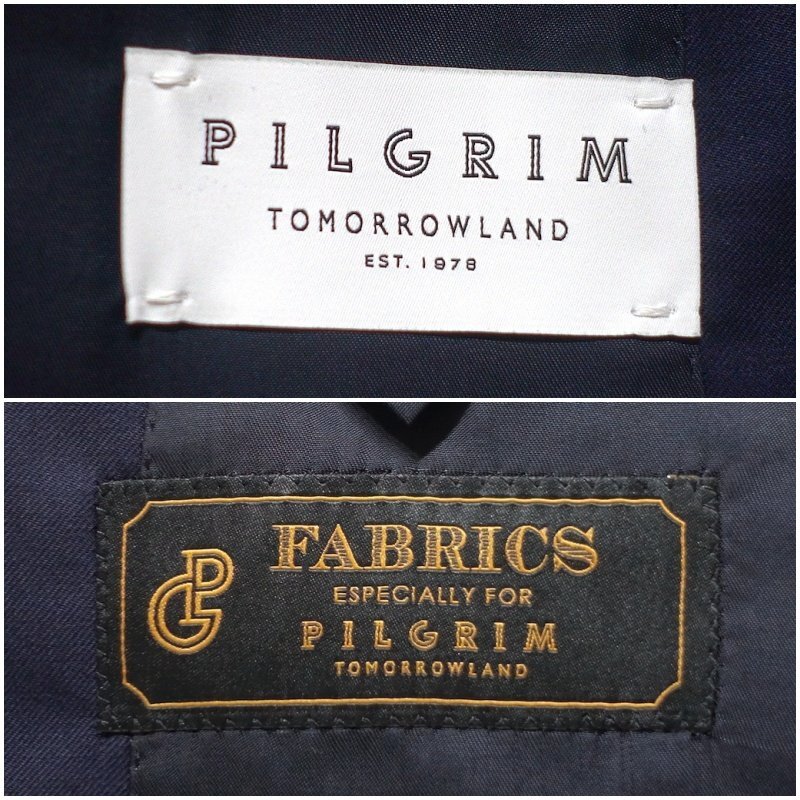 PILGRIM
TOMORROWLAND
EST. 1978
PG
FABRICS
ESPECIALLY FOR
PILGRIM
TOMORROWLAND